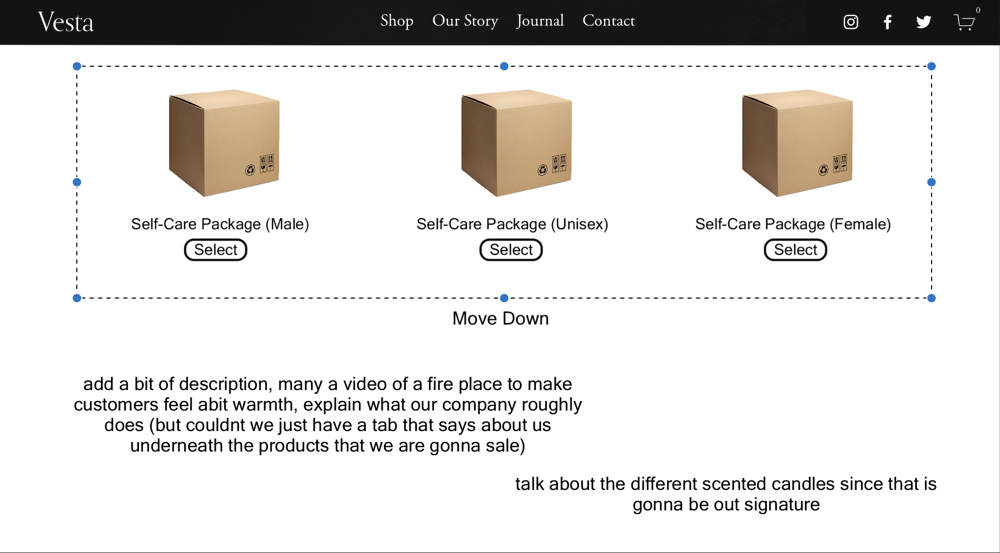 Vesta
Shop Our Story Journal Contact
0
Self-Care Package (Male)
Self-Care Package (Unisex)
Self-Care Package (Female)
Select
Select
Select
Move Down
add a bit of description, many a video of a fire place to make
customers feel abit warmth, explain what our company roughly
does (but couldnt we just have a tab that says about us
underneath the products that we are gonna sale)
talk about the different scented candles since that is
gonna be out signature